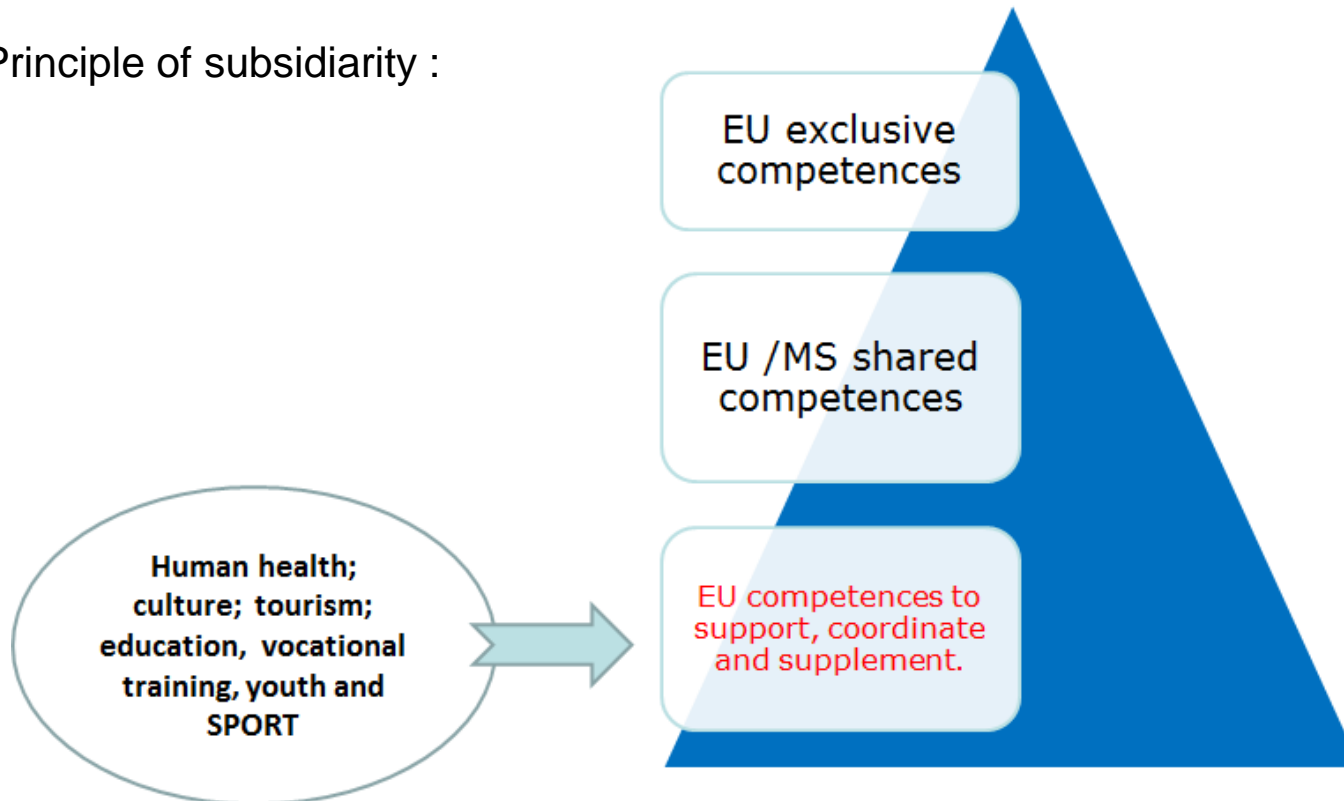 Principle of subsidiarity :
EU exclusive
competences
EU /MS shared
competences
Human health;
culture; tourism;
education, vocational
training, youth and
SPORT
EU competences to
support, coordinate
and supplement.